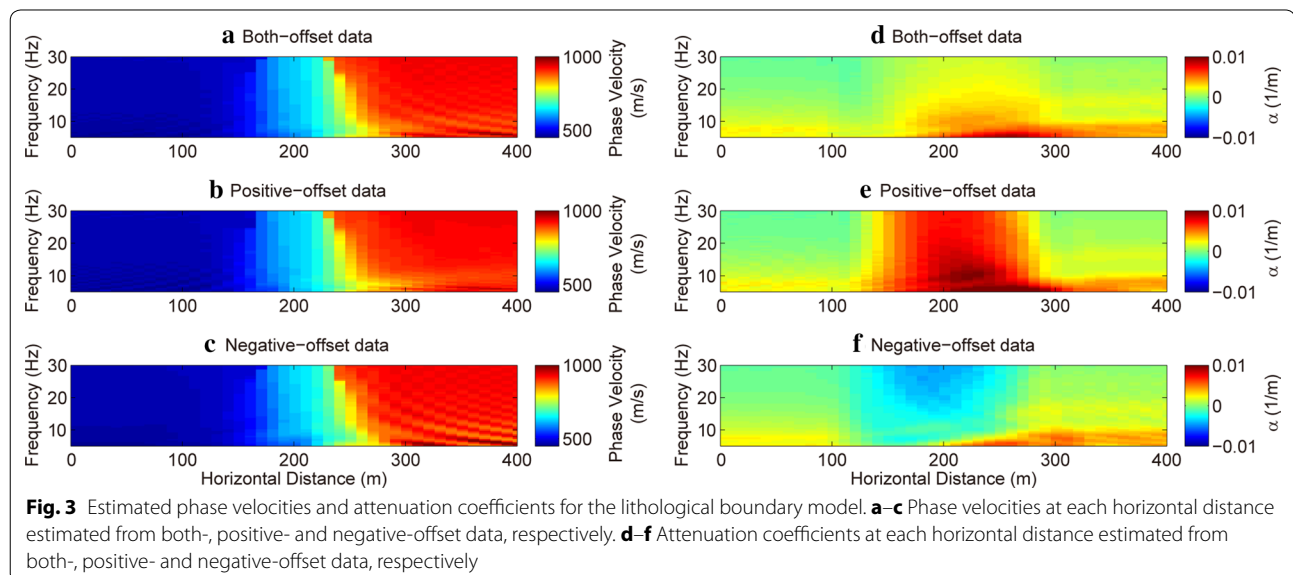 a Both-offset data
30
20
10
Frequency (Hz)
0 100 200 300 400
1000
500
Phase Velocity
(m/s)
d Both-offset data
30
20
10
Frequency (Hz)
0 100 200 300 400
0.01
0
−0.01
α (1/m)
b Positive−offset data
30
20
10
Frequency (Hz)
0 100 200 300 400
1000
500
Phase Velocity
(m/s)
e Positive−offset data
30
20
10
Frequency (Hz)
0 100 200 300 400
0.01
0
−0.01
α (1/m)
c Negative−offset data
30
20
10
Frequency (Hz)
0 100 200 300 400
Horizontal Distance (m)
1000
500
Phase Velocity
(m/s)
f Negative−offset data
30
20
10
Frequency (Hz)
0 100 200 300 400
Horizontal Distance (m)
0.01
0
−0.01
α (1/m)
Fig. 3 Estimated phase velocities and attenuation coefficients for the lithological boundary model. a–c Phase velocities at each horizontal distance
estimated from both-, positive- and negative-offset data, respectively. d–f Attenuation coefficients at each horizontal distance estimated from
both-, positive- and negative-offset data, respectively